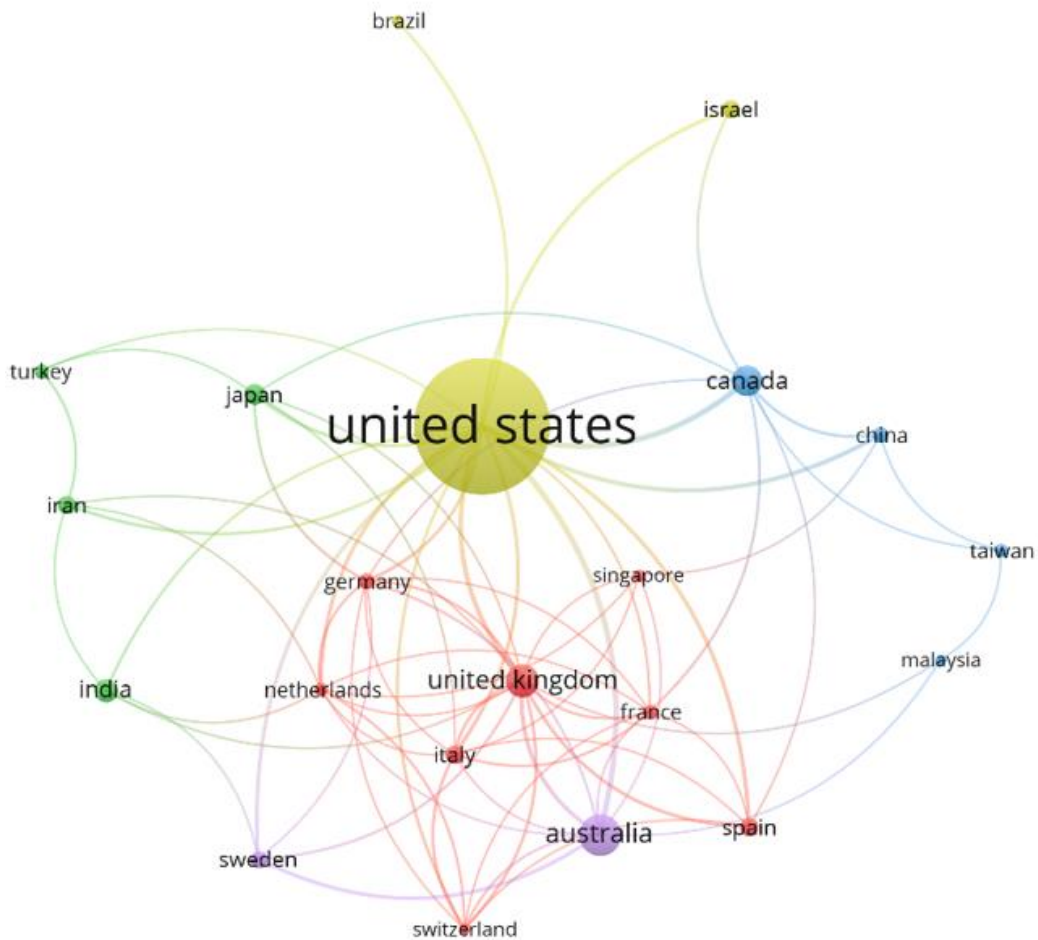 brazil
israel
turkey
japan
united states
canada
china
iran
taiwan
germany
singapore
malaysia
india
netherlands
united kingdom
france
italy
australia
spain
sweden
switzerland